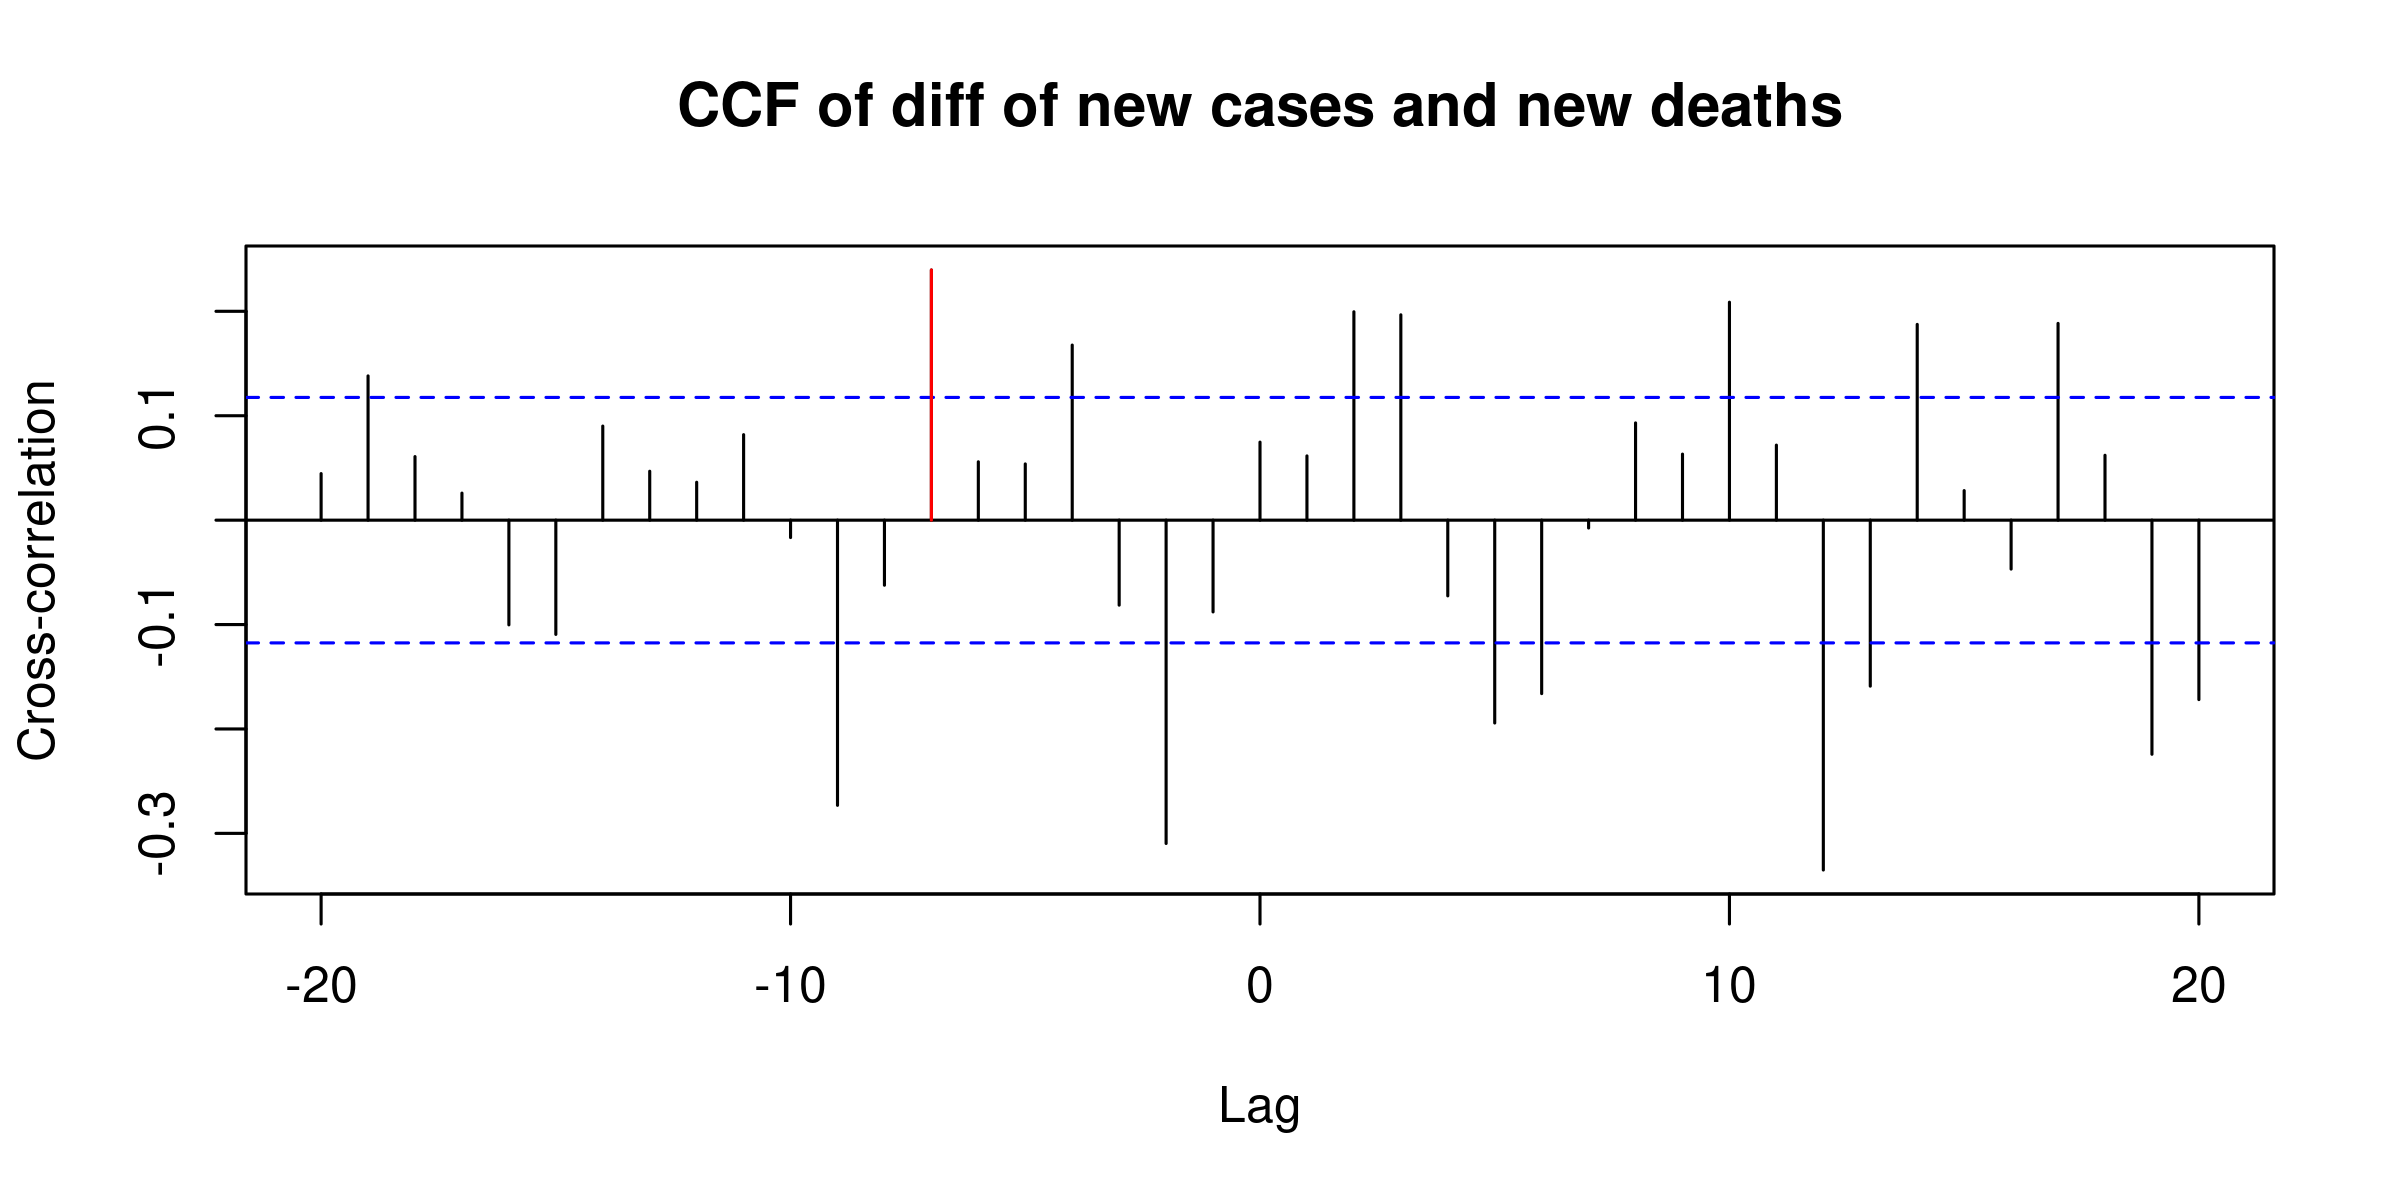 CCF of diff of new cases and new deaths
Cross-correlation
0.1
-0.1
-0.3
-20 -10 0 10 20
Lag